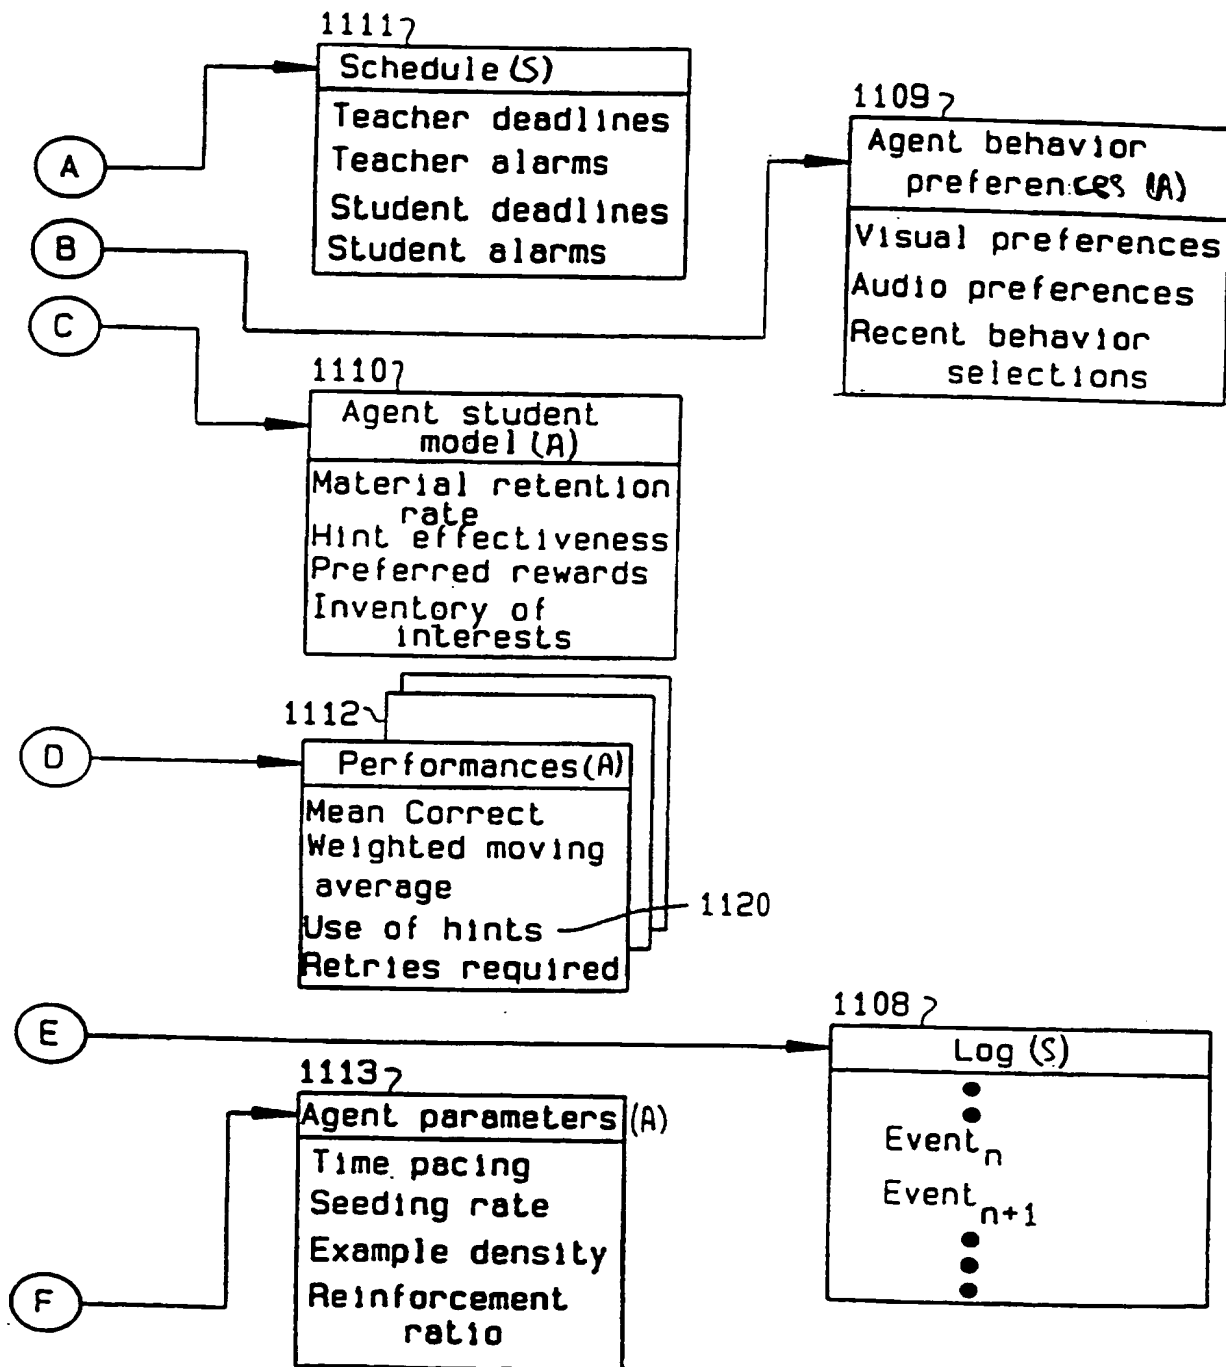 1111
Schedule (S)
Teacher deadlines
Teacher alarms
Student deadlines
Student alarms
A
B
C
1109
Agent behavior
preferences (A)
Visual preferences
Audio preferences
Recent behavior
selections
1110
Agent student
model (A)
Material retention
rate
Hint effectiveness
Preferred rewards
Inventory of
interests
D
1112
Performances (A)
Mean Correct
Weighted moving
average
Use of hints
1120
Retries required
E
1108
Log (S)
Event n
Event n+1
F
1113
Agent parameters (A)
Time pacing
Seeding rate
Example density
Reinforcement
ratio